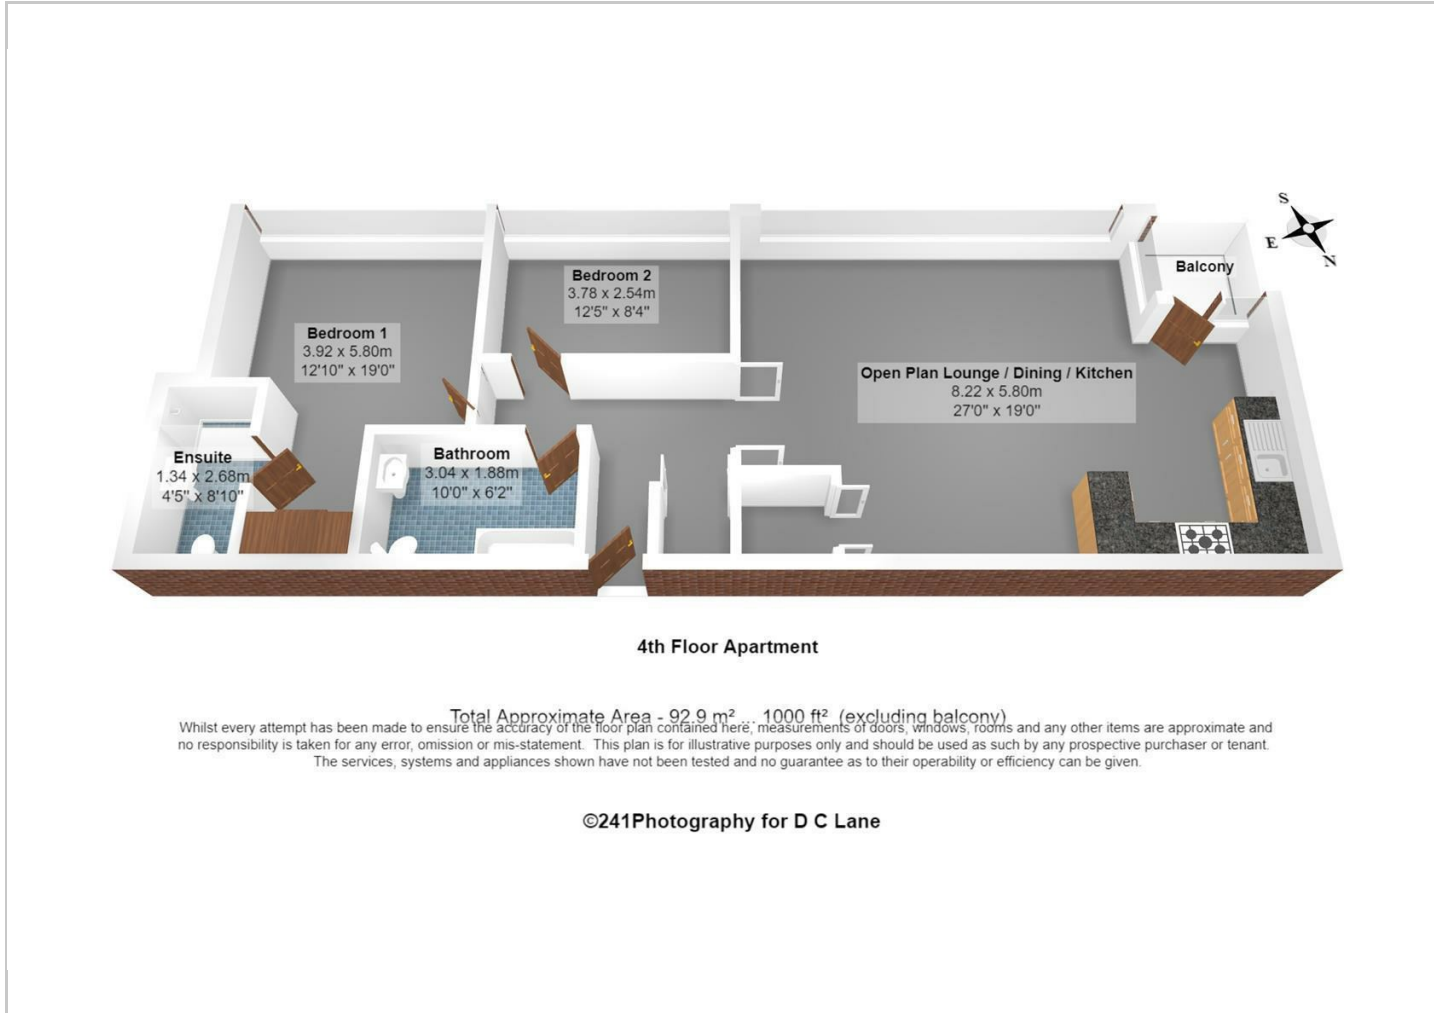 S
E
N
Balcony
Bedroom 2
3.78 x 2.54m
12'5" x 8'4"
Bedroom 1
3.92 x 5.80m
12'10" x 19'0"
Open Plan Lounge / Dining / Kitchen
8.22 x 5.80m
27'0" x 19'0"
Ensuite
1.34 x 2.68m
4'5" x 8'10"
Bathroom
3.04 x 1.88m
10'0" x 6'2"
4th Floor Apartment
Total Approximate Area - 92.9 m² ... 1000 ft² (excluding balcony)
Whilst every attempt has been made to ensure the accuracy of the floor plan contained here, measurements of doors, windows, rooms and any other items are approximate and
no responsibility is taken for any error, omission or mis-statement. This plan is for illustrative purposes only and should be used as such by any prospective purchaser or tenant.
The services, systems and appliances shown have not been tested and no guarantee as to their operability or efficiency can be given.
©241Photography for D C Lane